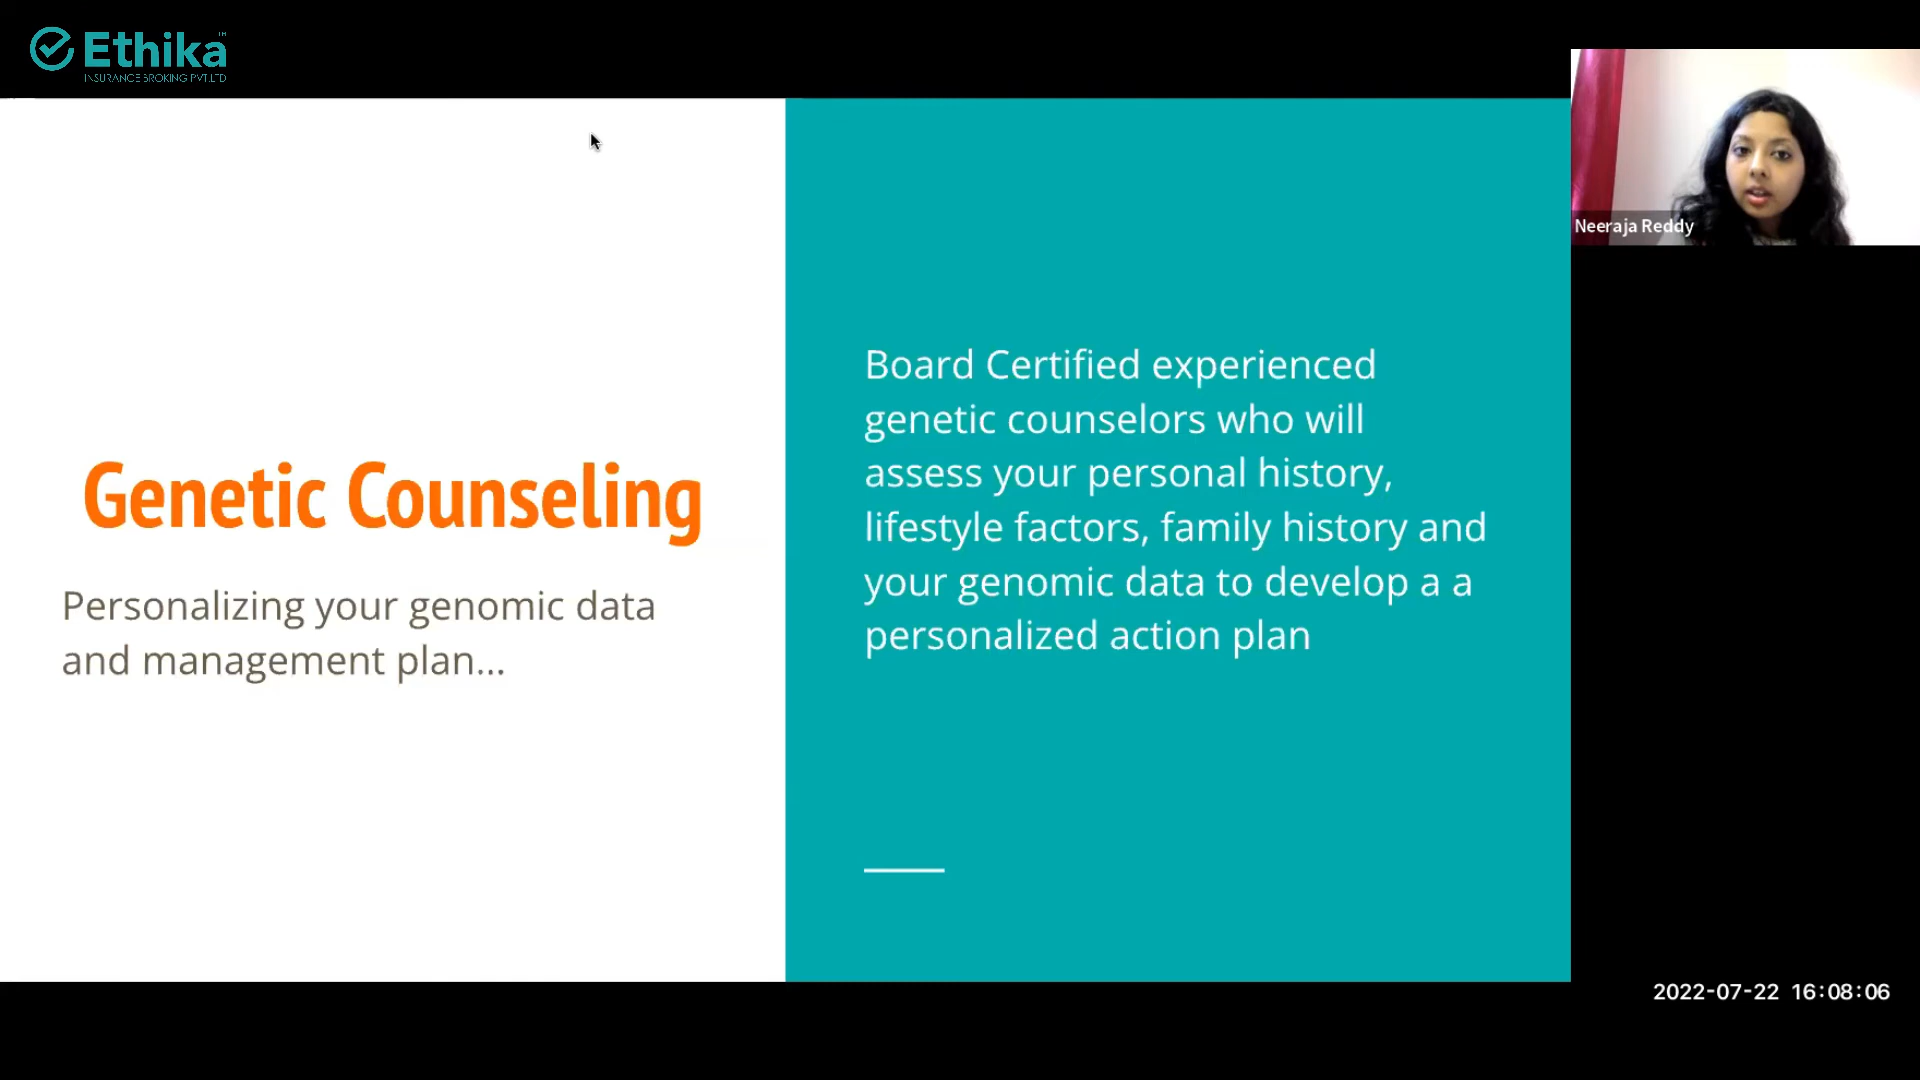 Ethika™
INSURANCE BROKING PVT.LTD
Neeraja Reddy
Genetic Counseling
Personalizing your genomic data
and management plan...
Board Certified experienced
genetic counselors who will
assess your personal history,
lifestyle factors, family history and
your genomic data to develop a a
personalized action plan
2022-07-22 16:08:06